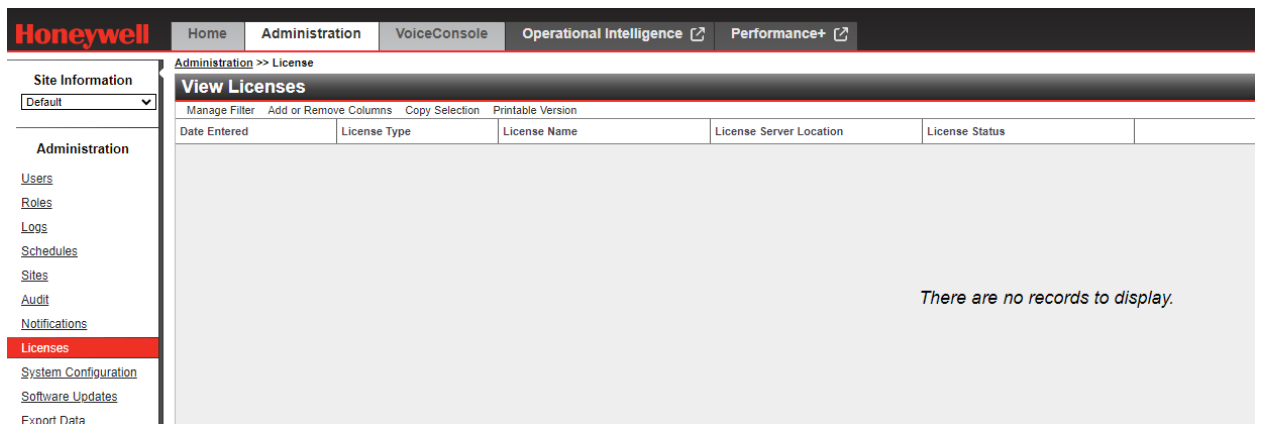 Honeywell
Home Administration VoiceConsole Operational Intelligence Performance+
Administration >> License
Site Information
Default
View Licenses
Manage Filter Add or Remove Columns Copy Selection Printable Version
Date Entered License Type License Name License Server Location License Status
There are no records to display.
Administration
Users
Roles
Logs
Schedules
Sites
Audit
Notifications
Licenses
System Configuration
Software Updates
Export Data